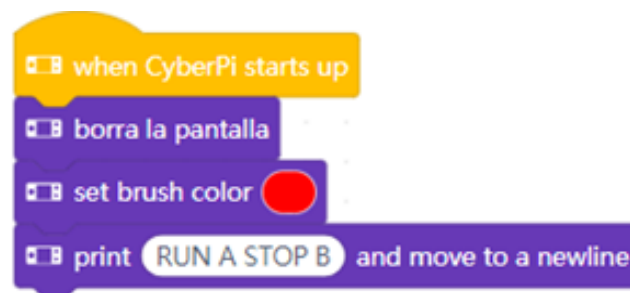 when CyberPi starts up
borra la pantalla
set brush color
print RUN A STOP B and move to a newline